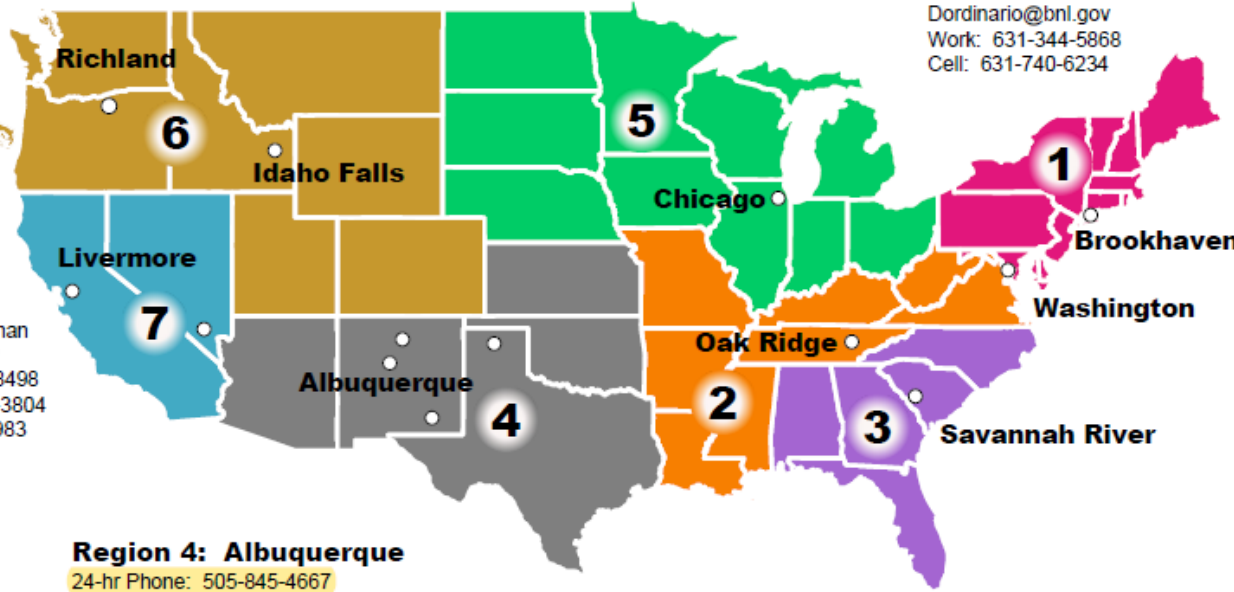 Dordinario@bnl.gov
Work: 631-344-5868
Cell: 631-740-6234
Richland
6
Idaho Falls
5
Chicago
1
Brookhaven
Washington
Livermore
7
Oak Ridge
Albuquerque
4
2
3
Savannah River
Region 4: Albuquerque
24-hr Phone: 505-845-4667